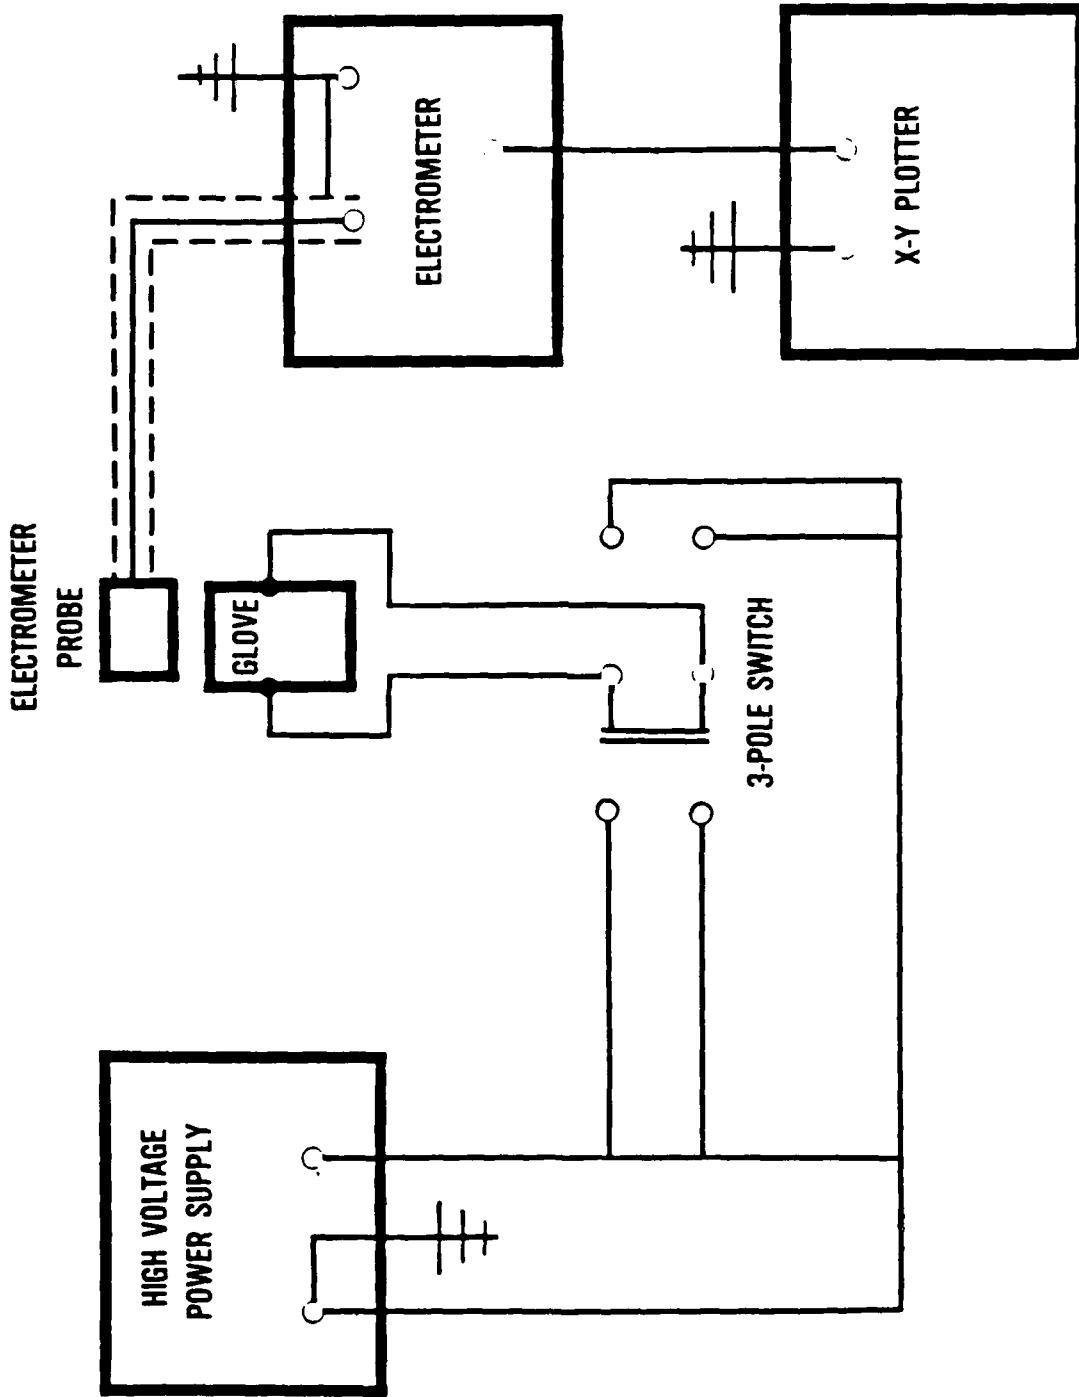 HIGH VOLTAGE
POWER SUPPLY
ELECTROMETER
PROBE
GLOVE
3-POLE SWITCH
ELECTROMETER
X-Y PLOTTER